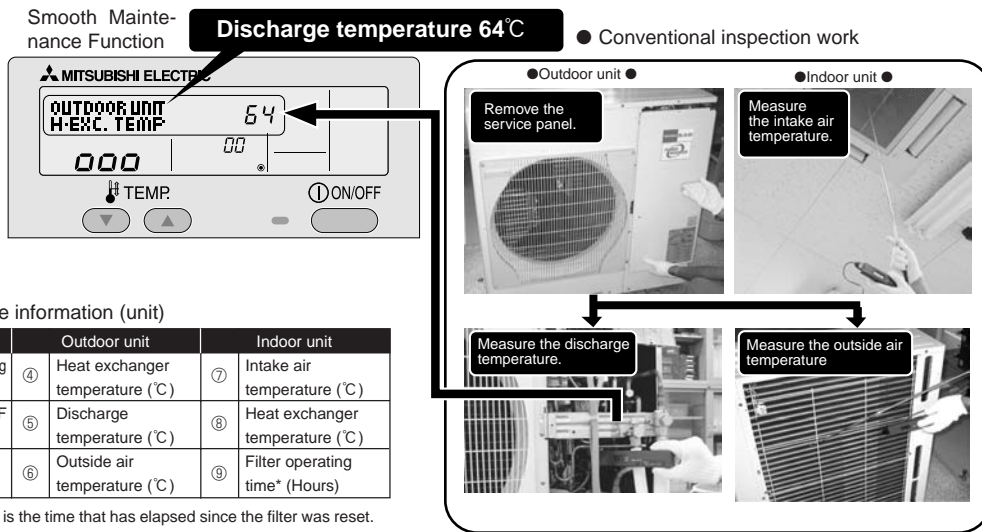 Smooth Mainte-
nance Function
Discharge temperature 64℃
● Conventional inspection work
MITSUBISHI ELECTRIC
OUTDOOR UNIT
H-EXC. TEMP
64
00
000
TEMP.
ON/OFF
●Outdoor unit ●
●Indoor unit ●
Remove the
service panel.
Measure
the intake air
temperature.
Measure the discharge
temperature.
Measure the outside air
temperature
e information (unit)
Outdoor unit
Indoor unit
g
④ Heat exchanger
temperature (℃)
⑦ Intake air
temperature (℃)
F
⑤ Discharge
temperature (℃)
⑧ Heat exchanger
temperature (℃)
⑥ Outside air
temperature (℃)
⑨ Filter operating
time* (Hours)
is the time that has elapsed since the filter was reset.